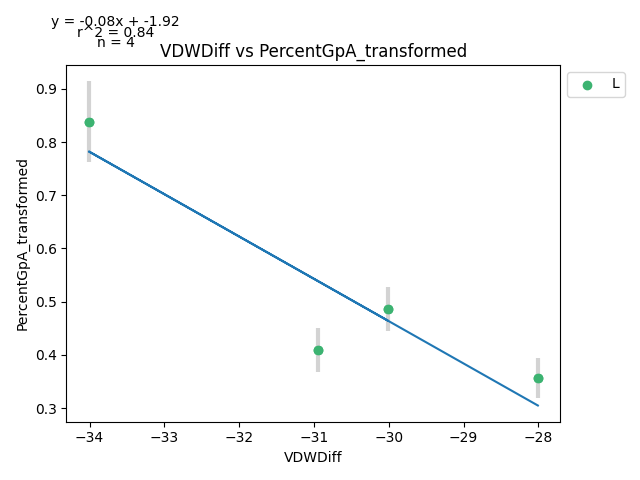 y = -0.08x + -1.92
r^2 = 0.84
n = 4
VDWDiff vs PercentGpA_transformed
L
PercentGpA_transformed
0.9
0.8
0.7
0.6
0.5
0.4
0.3
−34
−33
−32
−31
−30
−29
−28
VDWDiff